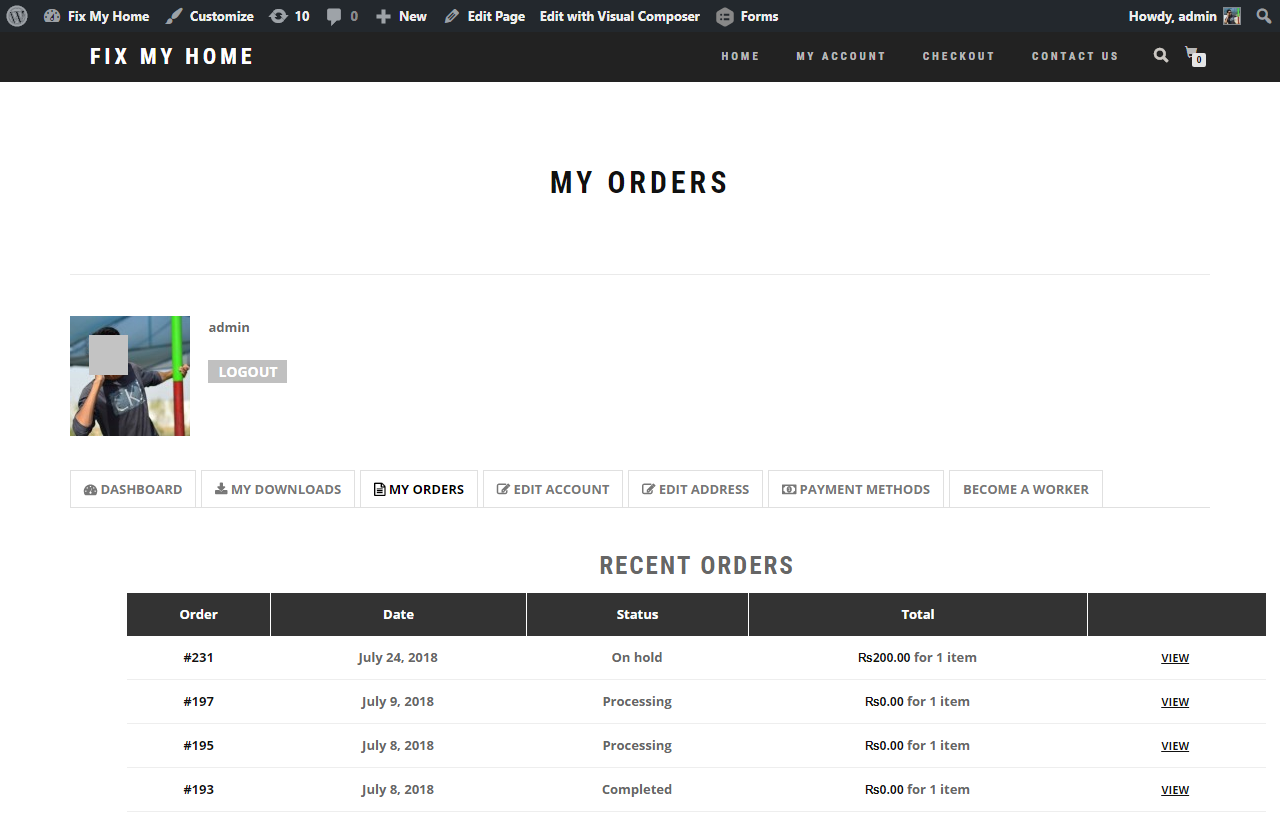 Fix My Home Customize 10 0 New Edit Page Edit with Visual Composer Forms Howdy, admin
FIX MY HOME HOME MY ACCOUNT CHECKOUT CONTACT US 0
MY ORDERS
admin
LOGOUT
DASHBOARD MY DOWNLOADS MY ORDERS EDIT ACCOUNT EDIT ADDRESS PAYMENT METHODS BECOME A WORKER
RECENT ORDERS
Order Date Status Total
#231 July 24, 2018 On hold ₨200.00 for 1 item VIEW
#197 July 9, 2018 Processing ₨0.00 for 1 item VIEW
#195 July 8, 2018 Processing ₨0.00 for 1 item VIEW
#193 July 8, 2018 Completed ₨0.00 for 1 item VIEW